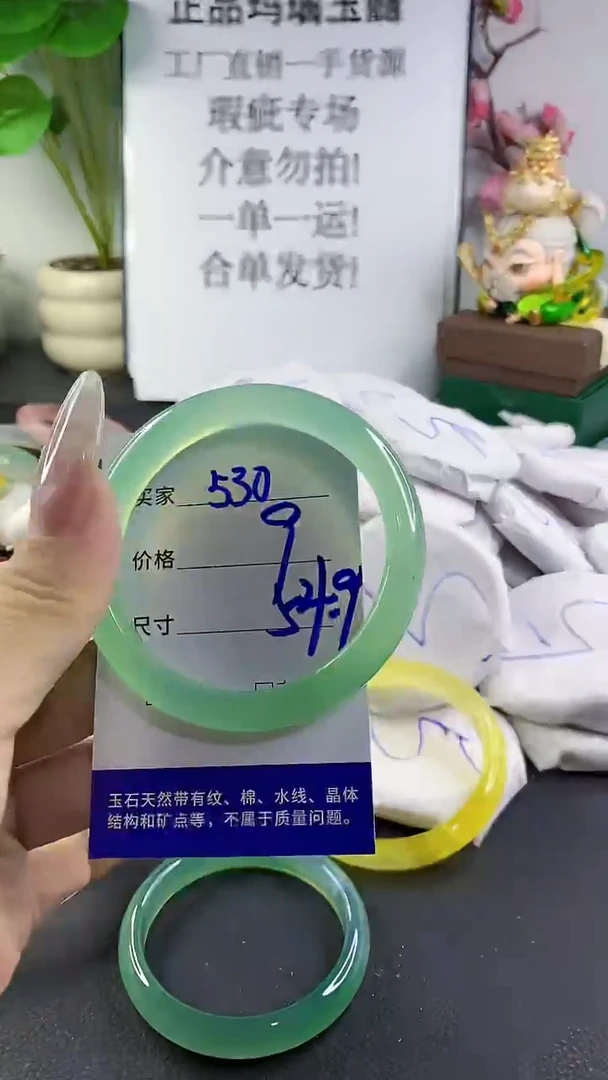 正品玛瑙玉髓
工厂直销一手货源
瑕疵专场
介意勿拍!
一单一运!
合单发货!
买家 530
价格 9
尺寸 54.9
玉石天然带有纹、棉、水线、晶体
结构和矿点等，不属于质量问题。